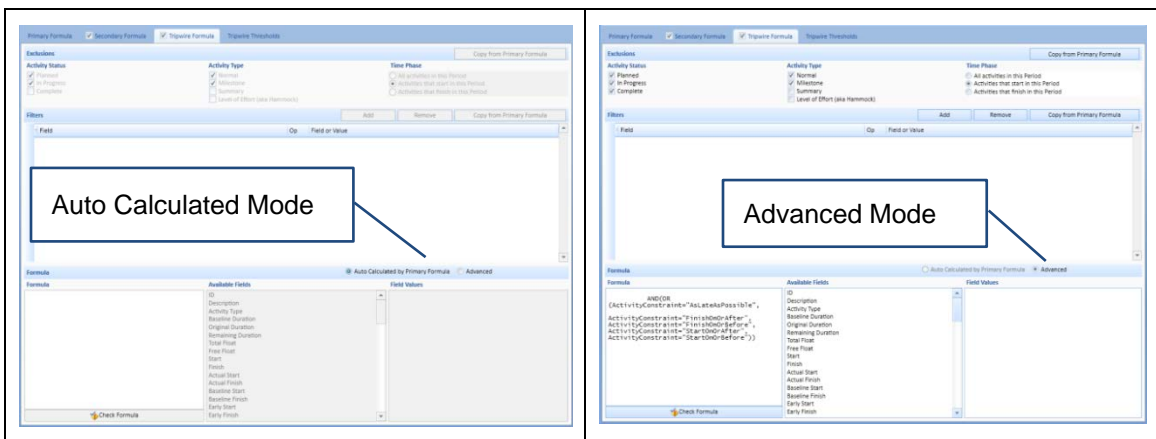 Primary Formula Secondary Formula Tripwire Formula Tripwire Thresholds
Exclusions Copy from Primary Formula
Activity Status Activity Type Time Phase
Planned Normal All activities in this Period
In Progress Milestone Activities that start in this Period
Complete Summary Activities that finish in this Period
Level of Effort (aka Hammock)
Filters Add Remove Copy from Primary Formula
Field Op Field or Value
Auto Calculated Mode
Auto Calculated by Primary Formula Advanced
Formula
Formula Available Fields Field Values
ID
Description
Activity Type
Baseline Duration
Original Duration
Remaining Duration
Total Float
Free Float
Start
Finish
Actual Start
Actual Finish
Baseline Start
Baseline Finish
Early Start
Early Finish
Check Formula
Primary Formula Secondary Formula Tripwire Formula Tripwire Thresholds
Exclusions Copy from Primary Formula
Activity Status Activity Type Time Phase
Planned Normal All activities in this Period
In Progress Milestone Activities that start in this Period
Complete Summary Activities that finish in this Period
Level of Effort (aka Hammock)
Filters Add Remove Copy from Primary Formula
Field Op Field or Value
Advanced Mode
Auto Calculated by Primary Formula Advanced
Formula
Formula Available Fields Field Values
AND(OR
(ActivityConstraint="AsLateAsPossible",
ActivityConstraint="FinishOnOrAfter",
ActivityConstraint="FinishOnOrBefore",
ActivityConstraint="StartOnOrAfter",
ActivityConstraint="StartOnOrBefore"))
ID
Description
Activity Type
Baseline Duration
Original Duration
Remaining Duration
Total Float
Free Float
Start
Finish
Actual Start
Actual Finish
Baseline Start
Baseline Finish
Early Start
Early Finish
Check Formula